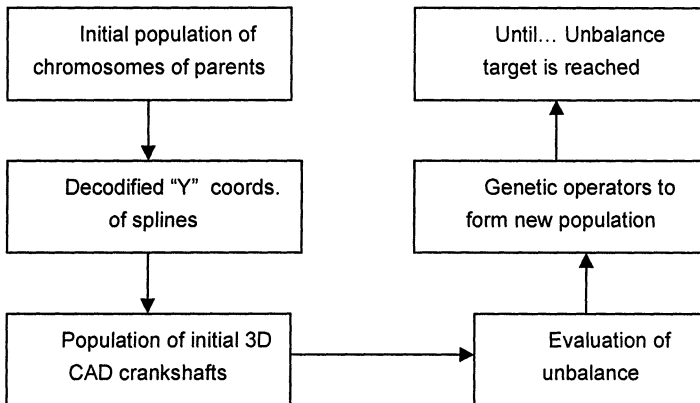 Initial population of
chromosomes of parents
Decodified “Y” coords.
of splines
Population of initial 3D
CAD crankshafts
Evaluation of
unbalance
Genetic operators to
form new population
Until... Unbalance
target is reached